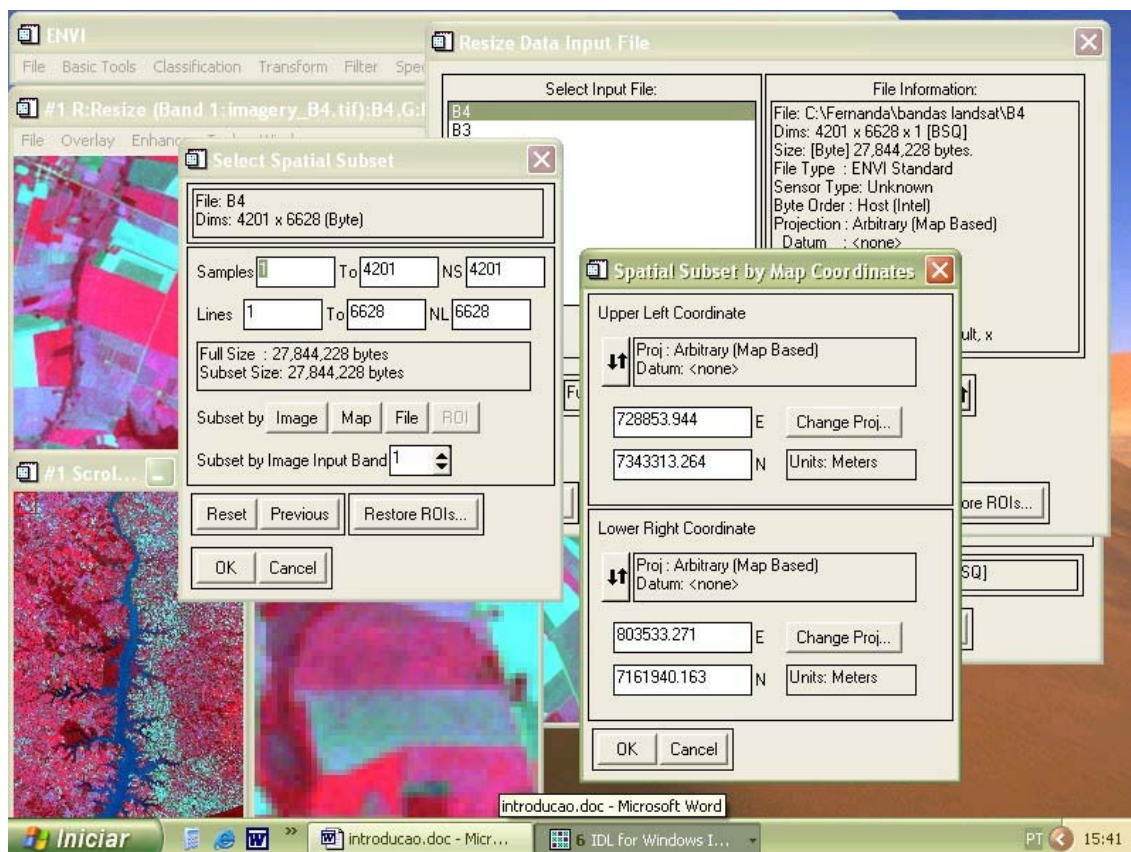 ENVI
File Basic Tools Classification Transform Filter
#1 R:Resize (Band 1:imagery_B4.tif):B4,G:
File Overlay
#1 Scrol...
Resize Data Input File
Select Input File:
B4
B3
File Information:
File: C:\Fernanda\bandas landsat\B4
Dims: 4201 x 6628 x 1 [BSQ]
Size: [Byte] 27,844,228 bytes.
File Type : ENVI Standard
Sensor Type: Unknown
Byte Order : Host (Intel)
Projection : Arbitrary (Map Based)
Datum : <none>
ult, x
ore ROIs...
SQ]
Select Spatial Subset
File: B4
Dims: 4201 x 6628 (Byte)
Samples 1 To 4201 NS 4201
Lines 1 To 6628 NL 6628
Full Size : 27,844,228 bytes
Subset Size: 27,844,228 bytes
Subset by Image Map File ROI
Subset by Image Input Band 1
Reset Previous Restore ROIs...
OK Cancel
Spatial Subset by Map Coordinates
Upper Left Coordinate
Proj : Arbitrary (Map Based)
Datum: <none>
728853.944 E Change Proj...
7343313.264 N Units: Meters
Lower Right Coordinate
Proj : Arbitrary (Map Based)
Datum: <none>
803533.271 E Change Proj...
7161940.163 N Units: Meters
OK Cancel
introducao.doc - Microsoft Word
Iniciar » introducao.doc - Micr... 6 IDL for Windows I... PT 15:41